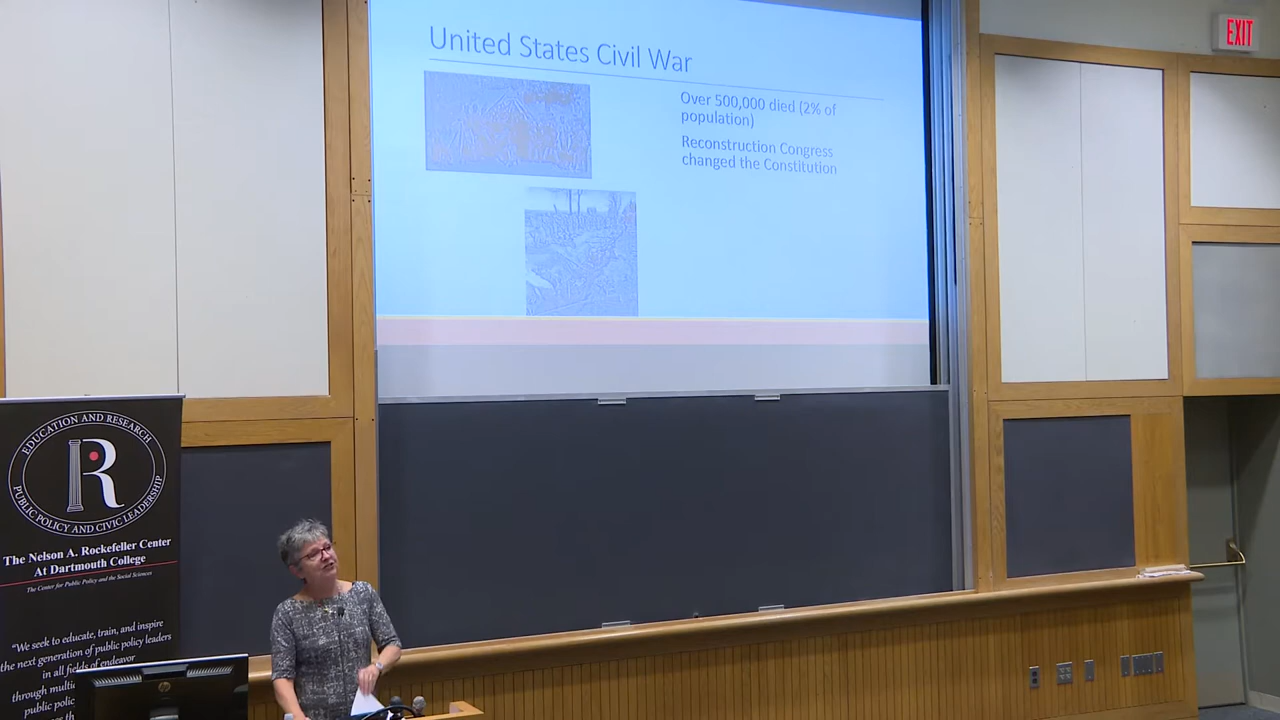 United States Civil War
Over 500,000 died (2% of
population)
Reconstruction Congress
changed the Constitution
EXIT
EDUCATION AND RESEARCH
R
PUBLIC POLICY AND CIVIC LEADERSHIP
The Nelson A. Rockefeller Center
At Dartmouth College
The Center for Public Policy and the Social Sciences
"We seek to educate, train, and inspire
the next generation of public policy leaders
in all fields of endeavor
through
public
hp